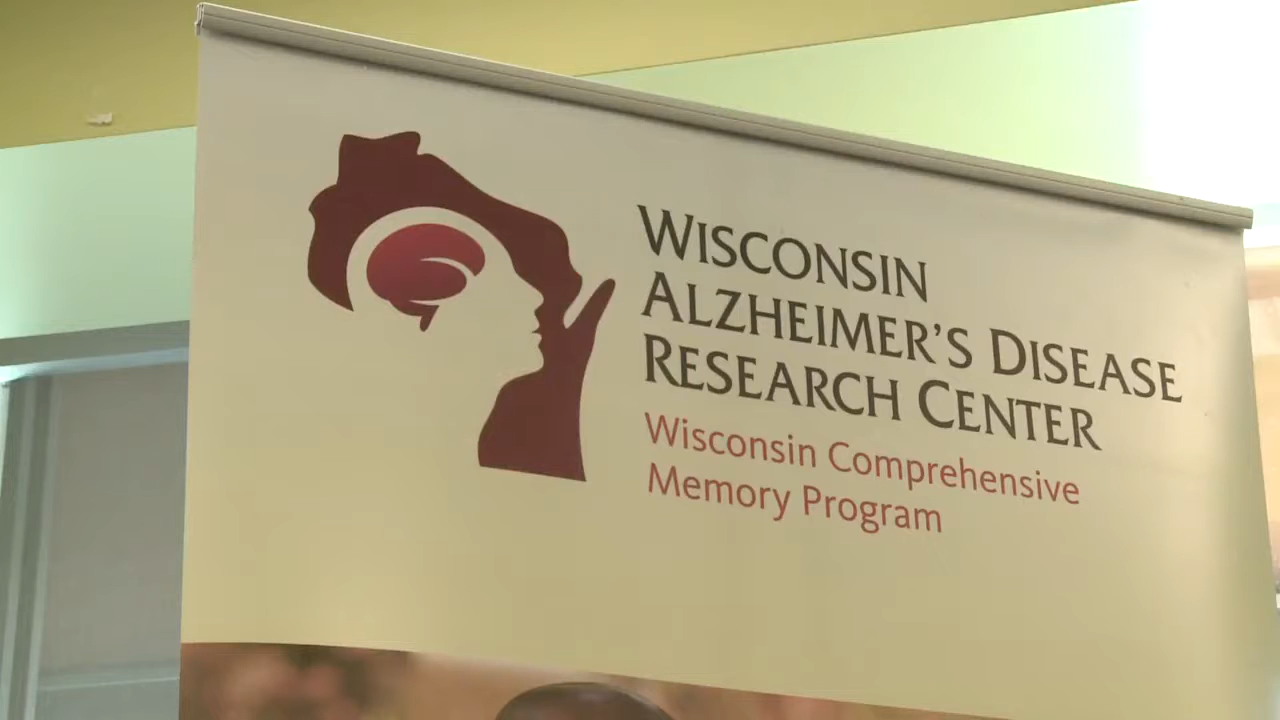 WISCONSIN
ALZHEIMER'S DISEASE
RESEARCH CENTER
Wisconsin Comprehensive
Memory Program